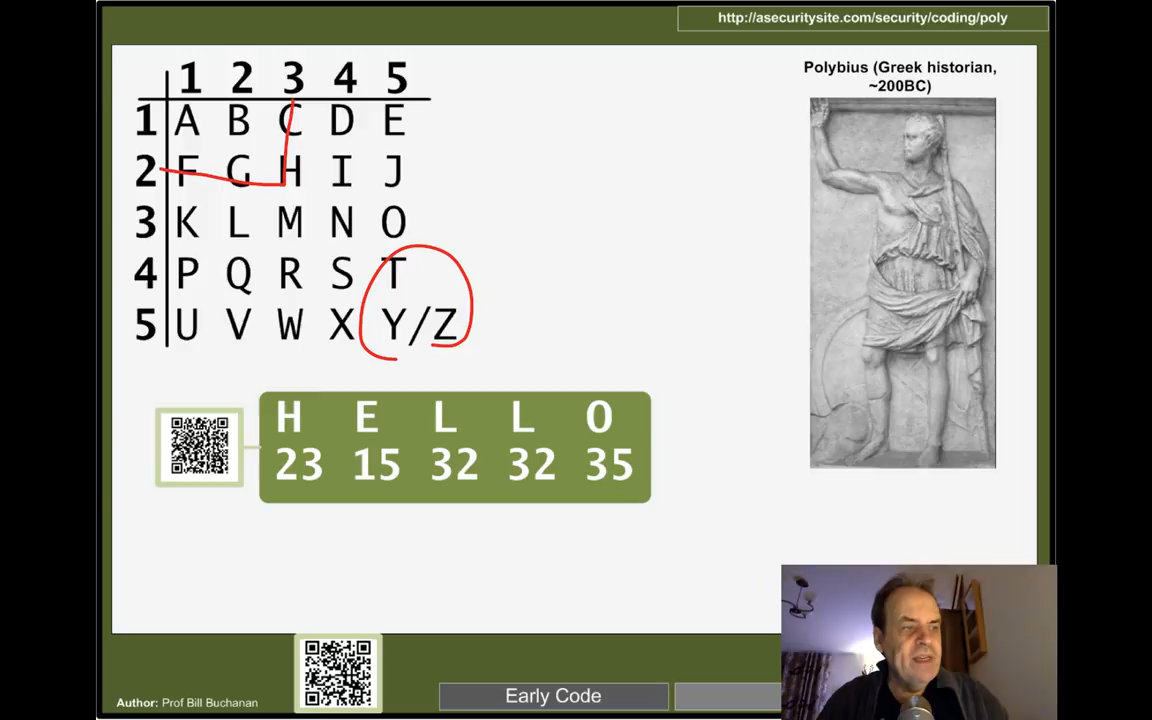 http://asecuritysite.com/security/coding/poly
1 2 3 4 5
1 A B C D E
2 F G H I J
3 K L M N O
4 P Q R S T
5 U V W X Y/Z
Polybius (Greek historian,
~200BC)
H E L L O
23 15 32 32 35
Author: Prof Bill Buchanan
Early Code